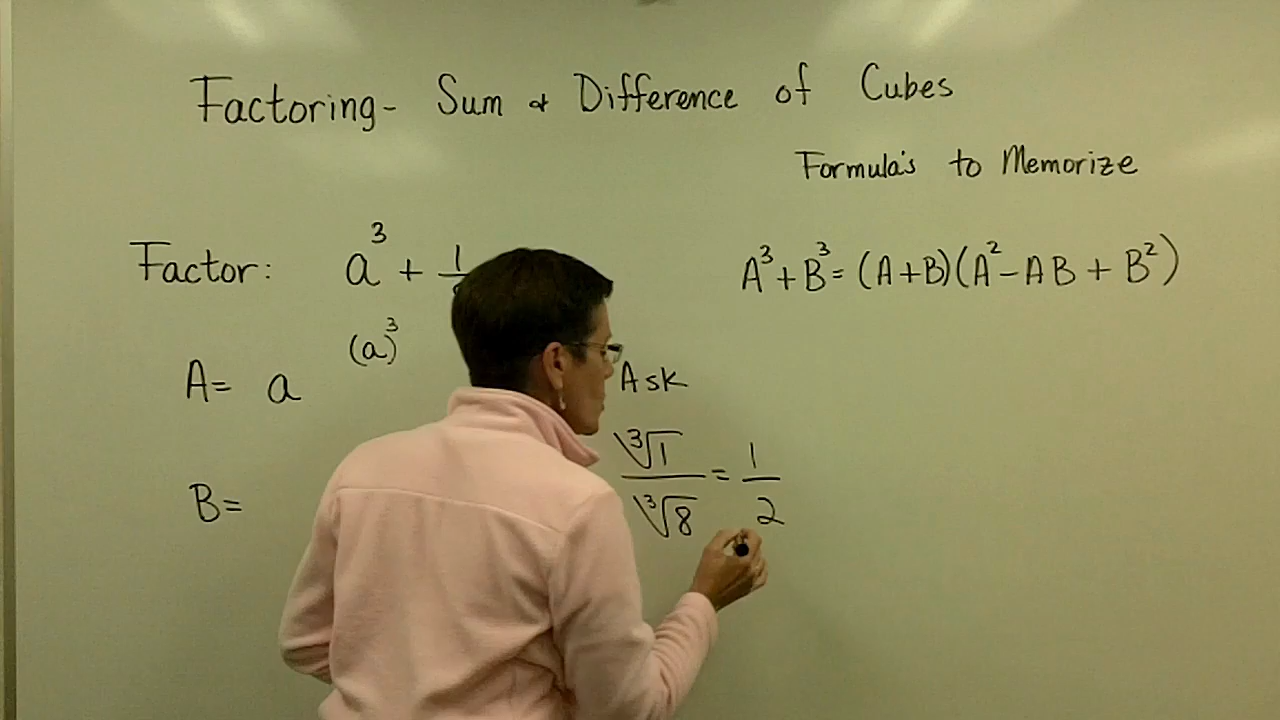 Factoring- Sum & Difference of Cubes
Formula's to Memorize
Factor: a³ + 1
A³+B³= (A+B)(A²-AB+B²)
(a)³
A= a
Ask
∛1/∛8 = 1/2
B=